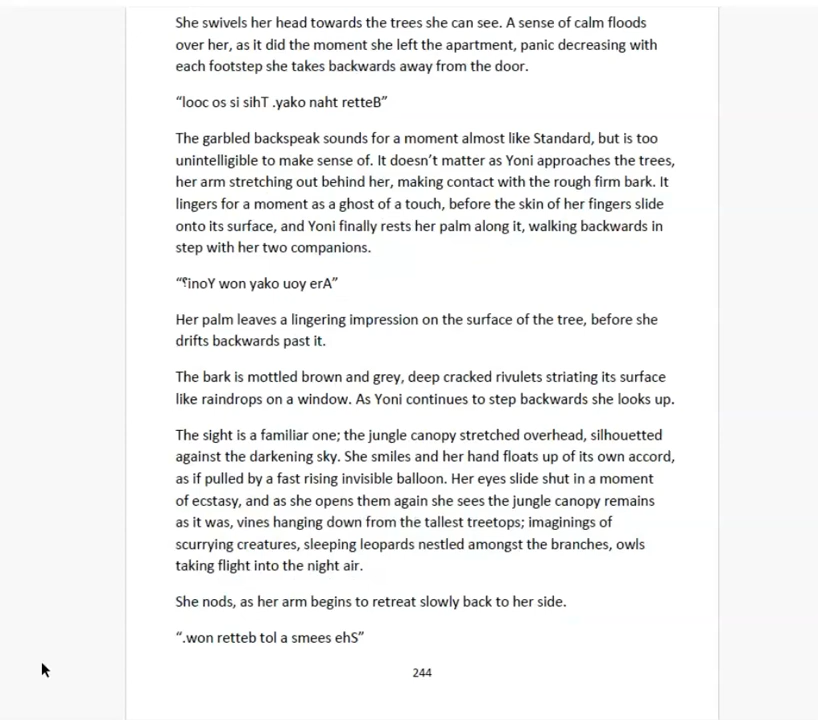 She swivels her head towards the trees she can see. A sense of calm floods
over her, as it did the moment she left the apartment, panic decreasing with
each footstep she takes backwards away from the door.
“looc os si sihT .yako naht retteB”
The garbled backspeak sounds for a moment almost like Standard, but is too
unintelligible to make sense of. It doesn’t matter as Yoni approaches the trees,
her arm stretching out behind her, making contact with the rough firm bark. It
lingers for a moment as a ghost of a touch, before the skin of her fingers slide
onto its surface, and Yoni finally rests her palm along it, walking backwards in
step with her two companions.
“⸮inoY won yako uoy erA”
Her palm leaves a lingering impression on the surface of the tree, before she
drifts backwards past it.
The bark is mottled brown and grey, deep cracked rivulets striating its surface
like raindrops on a window. As Yoni continues to step backwards she looks up.
The sight is a familiar one; the jungle canopy stretched overhead, silhouetted
against the darkening sky. She smiles and her hand floats up of its own accord,
as if pulled by a fast rising invisible balloon. Her eyes slide shut in a moment
of ecstasy, and as she opens them again she sees the jungle canopy remains
as it was, vines hanging down from the tallest treetops; imaginings of
scurrying creatures, sleeping leopards nestled amongst the branches, owls
taking flight into the night air.
She nods, as her arm begins to retreat slowly back to her side.
“.won retteb tol a smees ehS”
244